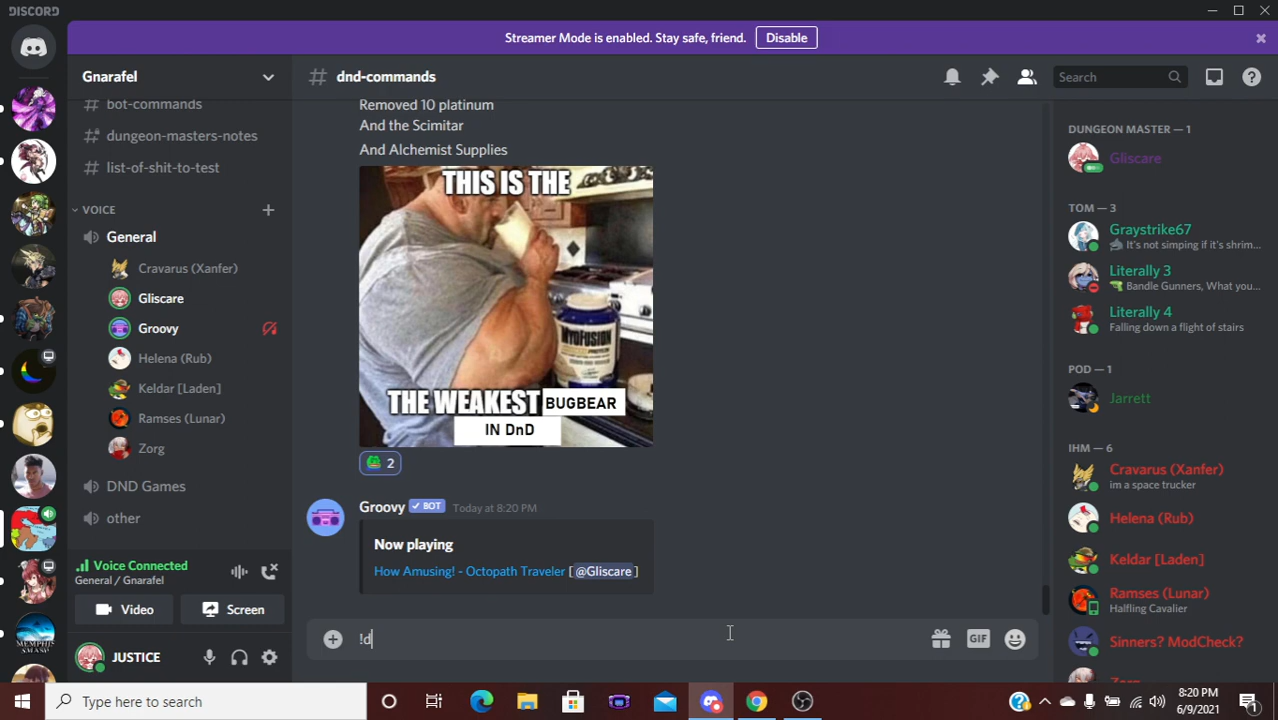 DISCORD
Streamer Mode is enabled. Stay safe, friend. Disable
Gnarafel
# dnd-commands
Search
# bot-commands
dungeon-masters-notes
# list-of-shit-to-test
VOICE
General
Cravarus (Xanfer)
Gliscare
Groovy
Helena (Rub)
Keldar [Laden]
Ramses (Lunar)
Zorg
DND Games
other
Voice Connected
General / Gnarafel
Video
Screen
JUSTICE
Removed 10 platinum
And the Scimitar
And Alchemist Supplies
THIS IS THE
MYOFUSION
THE WEAKEST BUGBEAR
IN DnD
2
Groovy BOT Today at 8:20 PM
Now playing
How Amusing! - Octopath Traveler [ @Gliscare ]
!d
GIF
DUNGEON MASTER — 1
Gliscare
TOM — 3
Graystrike67
It's not simping if it's shrim...
Literally 3
Bandle Gunners, What you...
Literally 4
Falling down a flight of stairs
POD — 1
Jarrett
IHM — 6
Cravarus (Xanfer)
im a space trucker
Helena (Rub)
Keldar [Laden]
Ramses (Lunar)
Halfling Cavalier
Sinners? ModCheck?
Zorg
MEMPHIS
SMASH
Type here to search
8:20 PM
6/9/2021
1